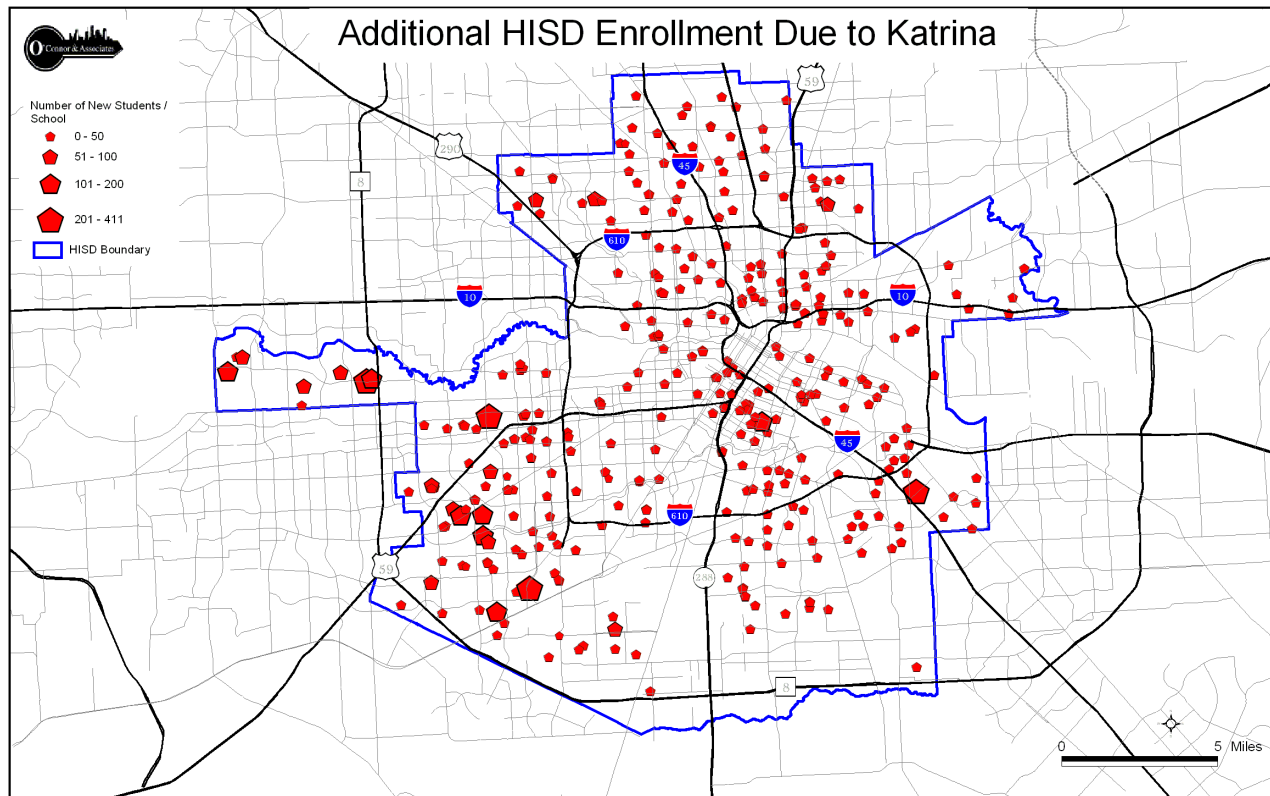 Additional HISD Enrollment Due to Katrina
O'Connor & Associates
Number of New Students /
School
0 - 50
51 - 100
101 - 200
201 - 411
HISD Boundary
59
290
45
8
610
10
10
45
610
59
288
8
0 5 Miles